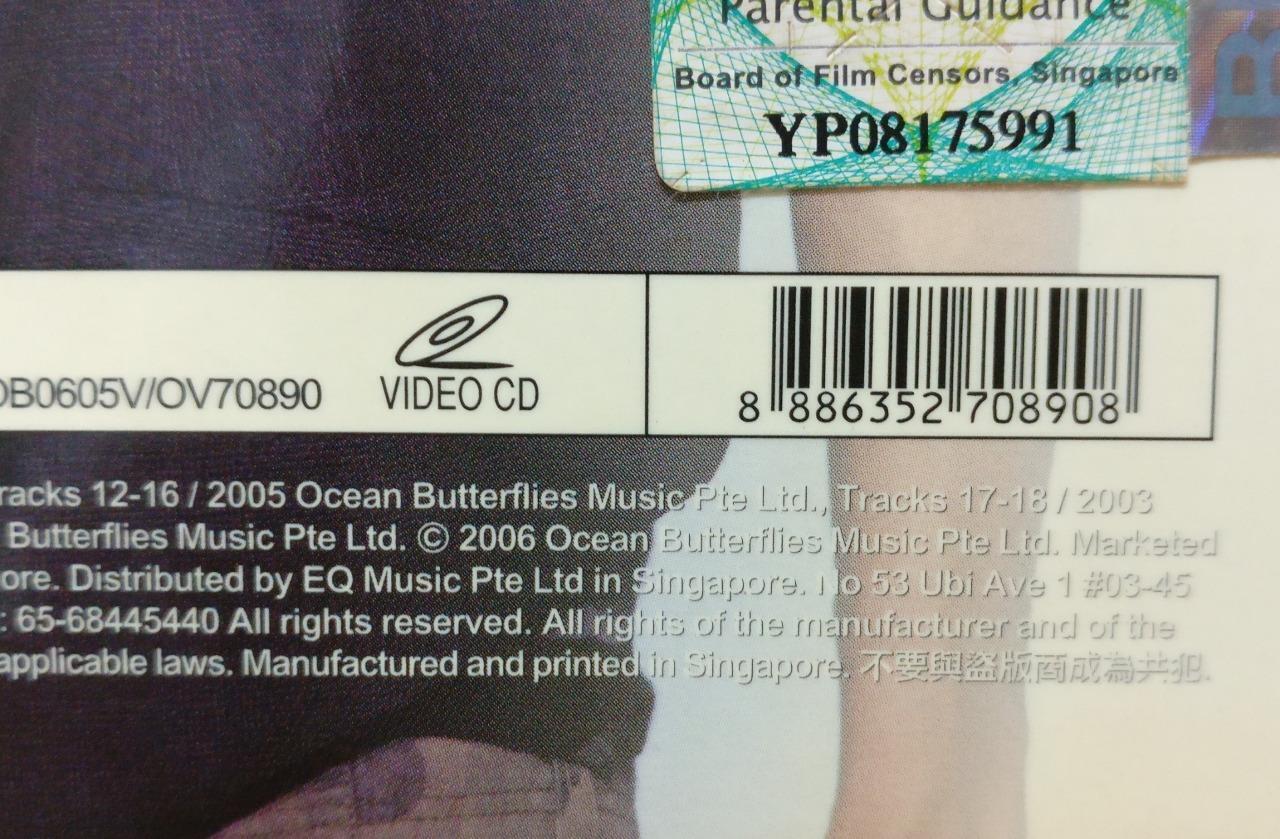 Parental Guidance
Board of Film Censors, Singapore
YP08175991
DB0605V/OV70890
VIDEO CD
8 886352 708908
racks 12-16 / 2005 Ocean Butterflies Music Pte Ltd., Tracks 17-18 / 2003
Butterflies Music Pte Ltd. © 2006 Ocean Butterflies Music Pte Ltd. Marketed
ore. Distributed by EQ Music Pte Ltd in Singapore. No 53 Ubi Ave 1 #03-45
: 65-68445440 All rights reserved. All rights of the manufacturer and of the
applicable laws. Manufactured and printed in Singapore. 不要與盜版商成為共犯.